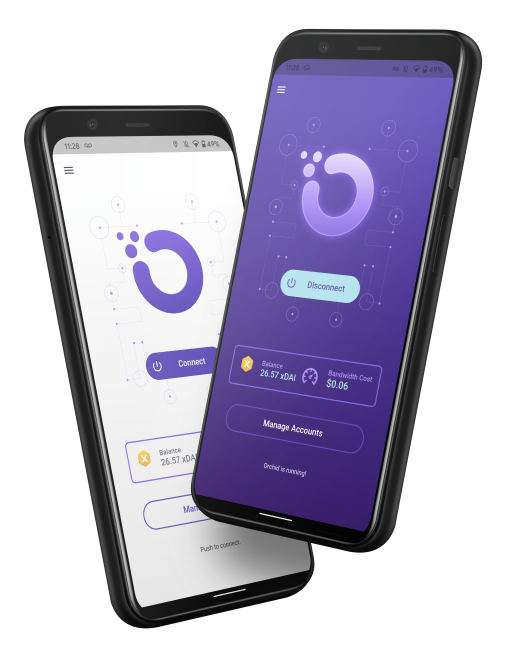 11:28
49%
Connect
Balance
26.57 xDAI
Man
Push to connect.
11:28
49%
Disconnect
Balance
26.57 xDAI
Bandwidth Cost
$0.06
Manage Accounts
Orchid is running!